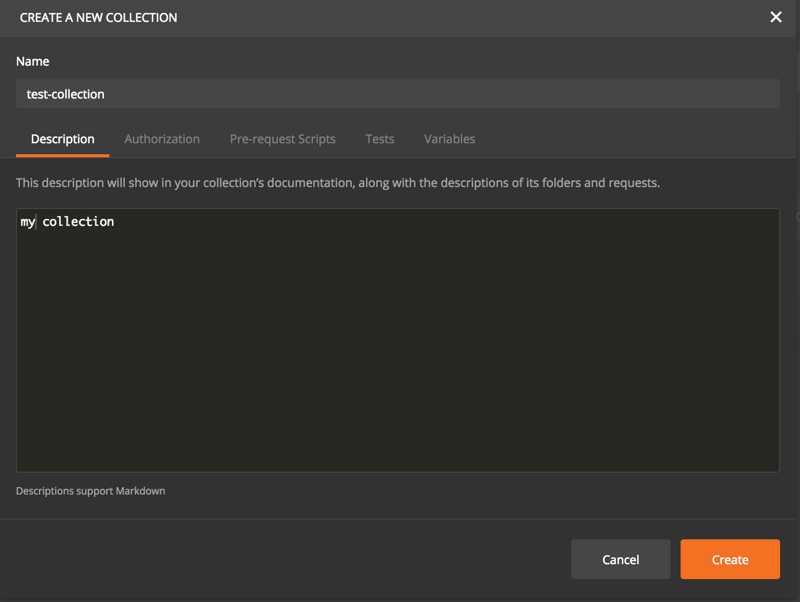 CREATE A NEW COLLECTION
Name
test-collection
Description Authorization Pre-request Scripts Tests Variables
This description will show in your collection’s documentation, along with the descriptions of its folders and requests.
my collection
Descriptions support Markdown
Cancel Create